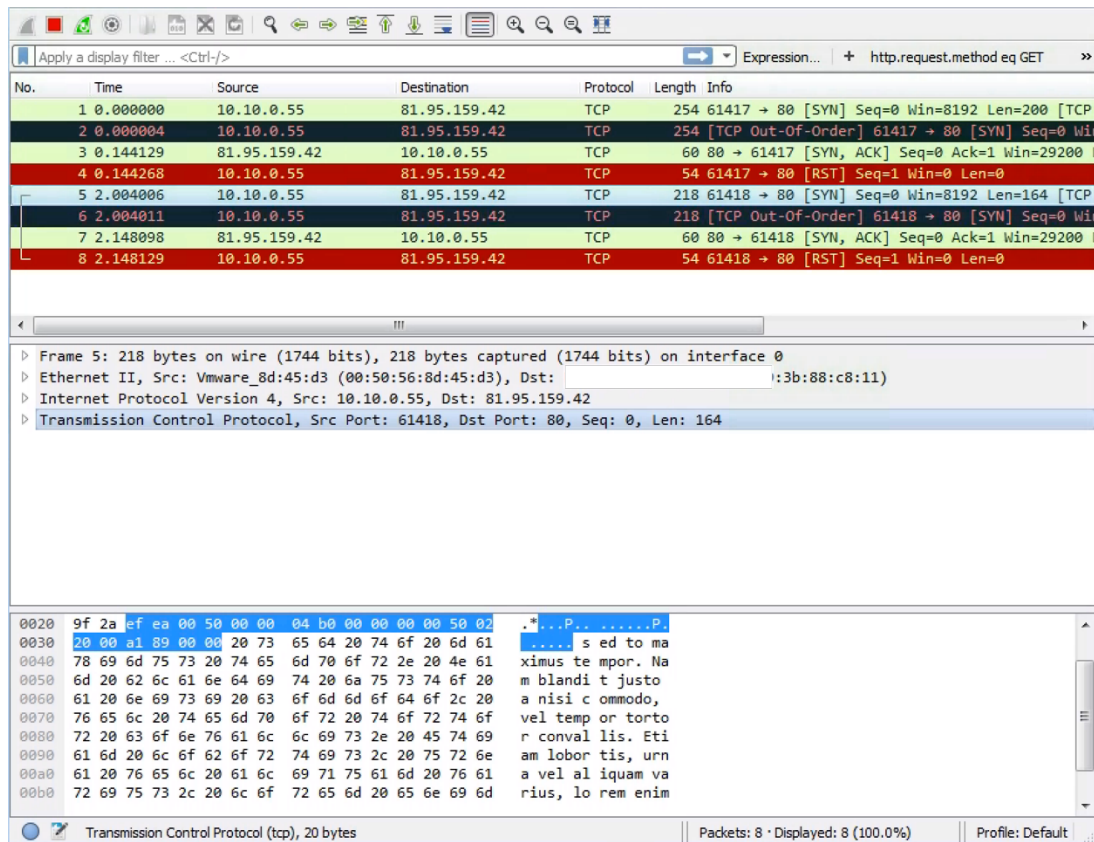 Apply a display filter ... <Ctrl-/>
Expression... + http.request.method eq GET »
No. Time Source Destination Protocol Length Info
1 0.000000 10.10.0.55 81.95.159.42 TCP 254 61417 → 80 [SYN] Seq=0 Win=8192 Len=200 [TCP
2 0.000004 10.10.0.55 81.95.159.42 TCP 254 [TCP Out-Of-Order] 61417 → 80 [SYN] Seq=0 Wi
3 0.144129 81.95.159.42 10.10.0.55 TCP 60 80 → 61417 [SYN, ACK] Seq=0 Ack=1 Win=29200
4 0.144268 10.10.0.55 81.95.159.42 TCP 54 61417 → 80 [RST] Seq=1 Win=0 Len=0
5 2.004006 10.10.0.55 81.95.159.42 TCP 218 61418 → 80 [SYN] Seq=0 Win=8192 Len=164 [TCP
6 2.004011 10.10.0.55 81.95.159.42 TCP 218 [TCP Out-Of-Order] 61418 → 80 [SYN] Seq=0 Wi
7 2.148098 81.95.159.42 10.10.0.55 TCP 60 80 → 61418 [SYN, ACK] Seq=0 Ack=1 Win=29200
8 2.148129 10.10.0.55 81.95.159.42 TCP 54 61418 → 80 [RST] Seq=1 Win=0 Len=0
Frame 5: 218 bytes on wire (1744 bits), 218 bytes captured (1744 bits) on interface 0
Ethernet II, Src: Vmware_8d:45:d3 (00:50:56:8d:45:d3), Dst: :3b:88:c8:11)
Internet Protocol Version 4, Src: 10.10.0.55, Dst: 81.95.159.42
Transmission Control Protocol, Src Port: 61418, Dst Port: 80, Seq: 0, Len: 164
0020 9f 2a ef ea 00 50 00 00 04 b0 00 00 00 00 50 02 .*...P.. ......P.
0030 20 00 a1 89 00 00 20 73 65 64 20 74 6f 20 6d 61 ..... s ed to ma
0040 78 69 6d 75 73 20 74 65 6d 70 6f 72 2e 20 4e 61 ximus te mpor. Na
0050 6d 20 62 6c 61 6e 64 69 74 20 6a 75 73 74 6f 20 m blandi t justo
0060 61 20 6e 69 73 69 20 63 6f 6d 6d 6f 64 6f 2c 20 a nisi c ommodo,
0070 76 65 6c 20 74 65 6d 70 6f 72 20 74 6f 72 74 6f vel temp or torto
0080 72 20 63 6f 6e 76 61 6c 6c 69 73 2e 20 45 74 69 r conval lis. Eti
0090 61 6d 20 6c 6f 62 6f 72 74 69 73 2c 20 75 72 6e am lobor tis, urn
00a0 61 20 76 65 6c 20 61 6c 69 71 75 61 6d 20 76 61 a vel al iquam va
00b0 72 69 75 73 2c 20 6c 6f 72 65 6d 20 65 6e 69 6d rius, lo rem enim
Transmission Control Protocol (tcp), 20 bytes Packets: 8 · Displayed: 8 (100.0%) Profile: Default